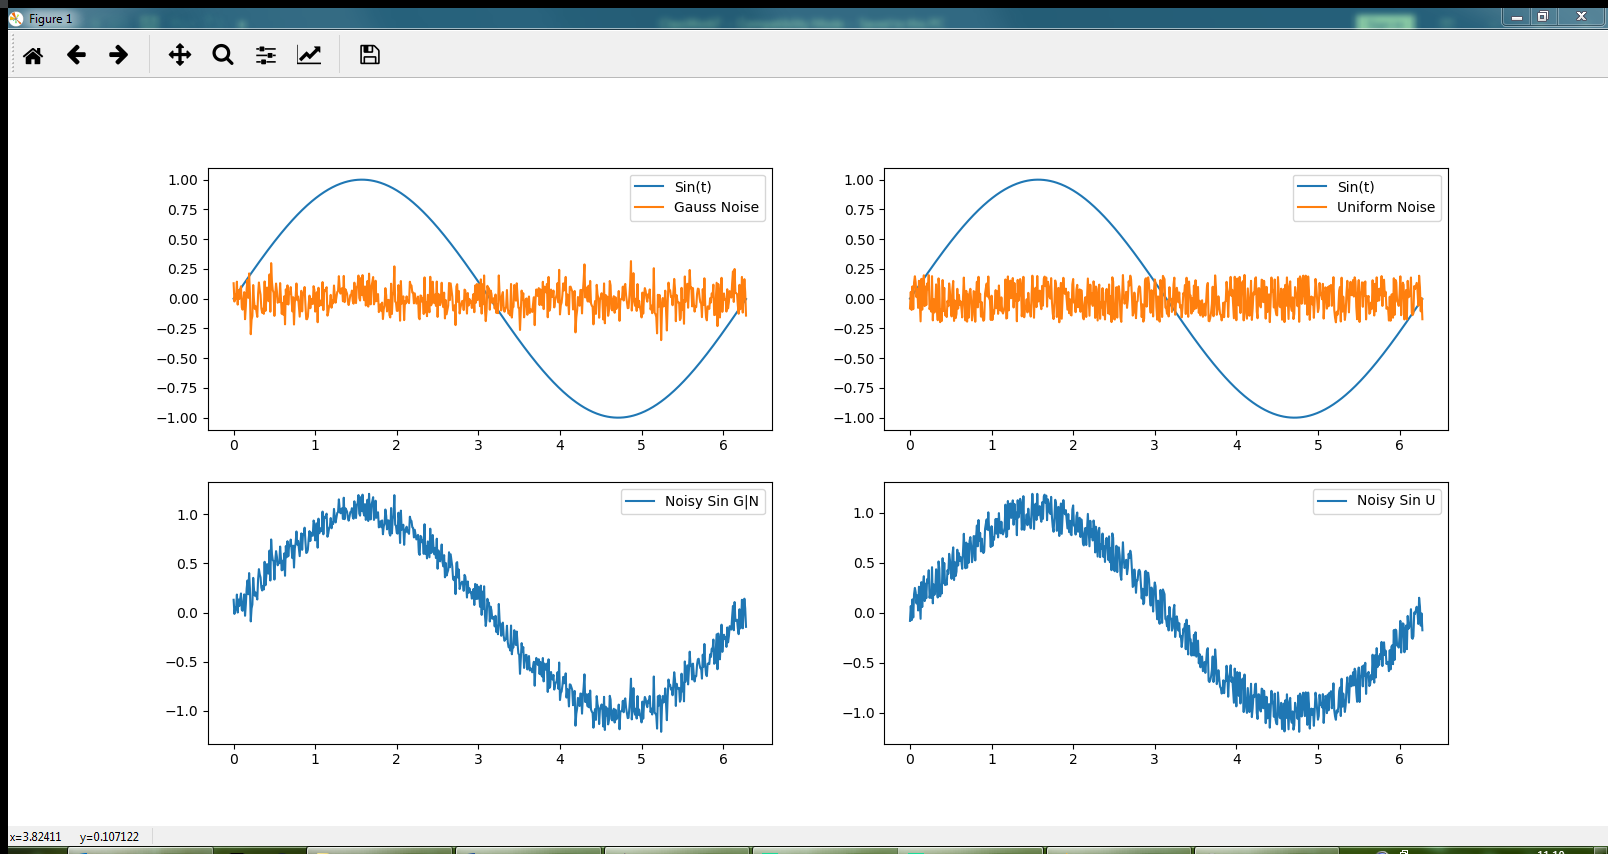 Figure 1
1.00
0.75
0.50
0.25
0.00
−0.25
−0.50
−0.75
−1.00
0 1 2 3 4 5 6
Sin(t)
Gauss Noise
1.00
0.75
0.50
0.25
0.00
−0.25
−0.50
−0.75
−1.00
0 1 2 3 4 5 6
Sin(t)
Uniform Noise
1.0
0.5
0.0
−0.5
−1.0
0 1 2 3 4 5 6
Noisy Sin G|N
1.0
0.5
0.0
−0.5
−1.0
0 1 2 3 4 5 6
Noisy Sin U
x=3.82411 y=0.107122